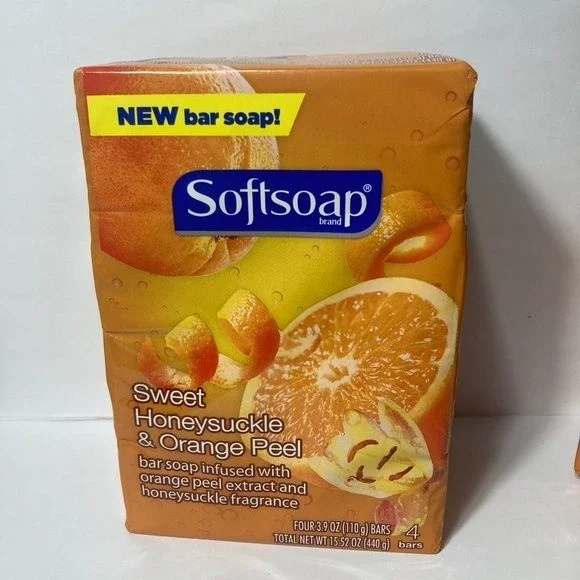 NEW bar soap!
Softsoap®
brand
Sweet
Honeysuckle
& Orange Peel
bar soap infused with
orange peel extract and
honeysuckle fragrance
FOUR 3.9 OZ (110 g) BARS
TOTAL NET WT 15.52 OZ (440 g)
4
bars